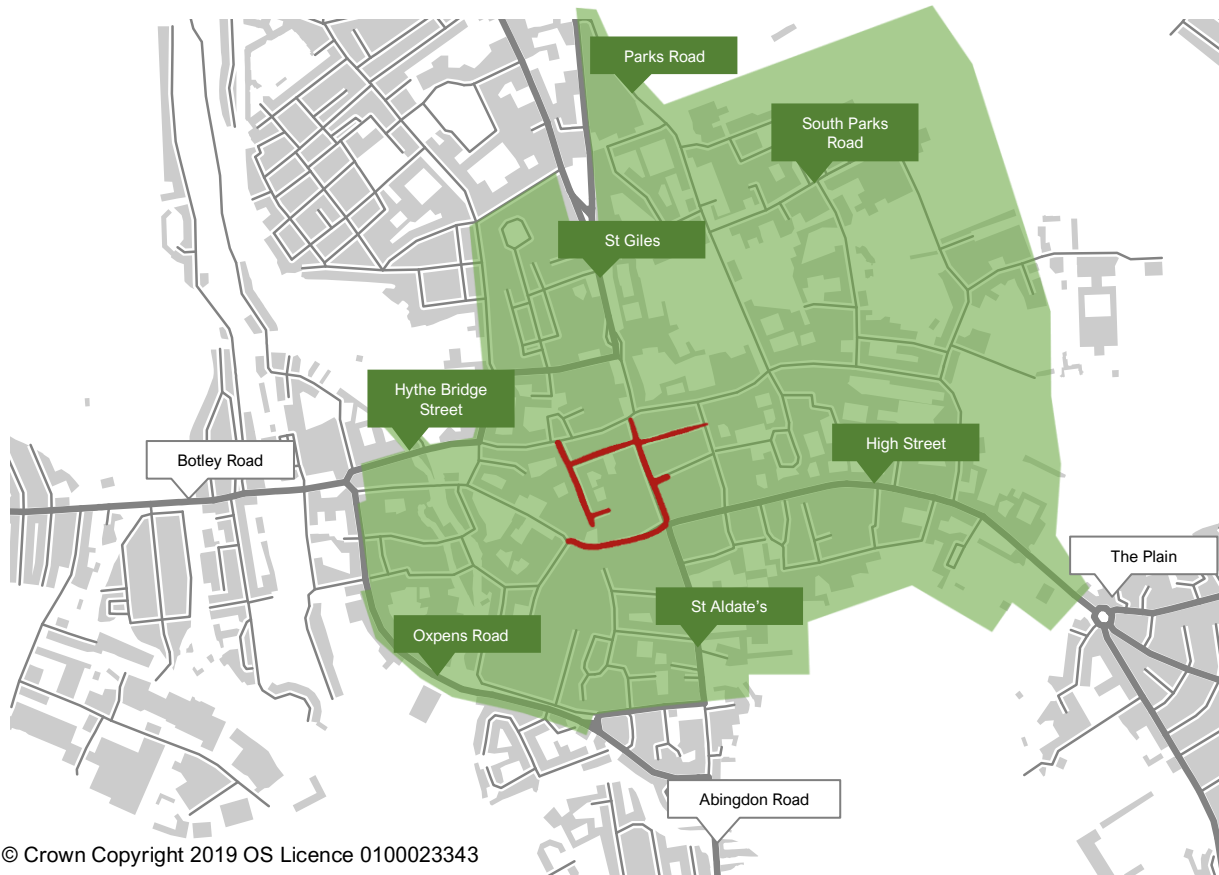 Parks Road
South Parks
Road
St Giles
Hythe Bridge
Street
High Street
Botley Road
The Plain
St Aldate's
Oxpens Road
Abingdon Road
© Crown Copyright 2019 OS Licence 0100023343